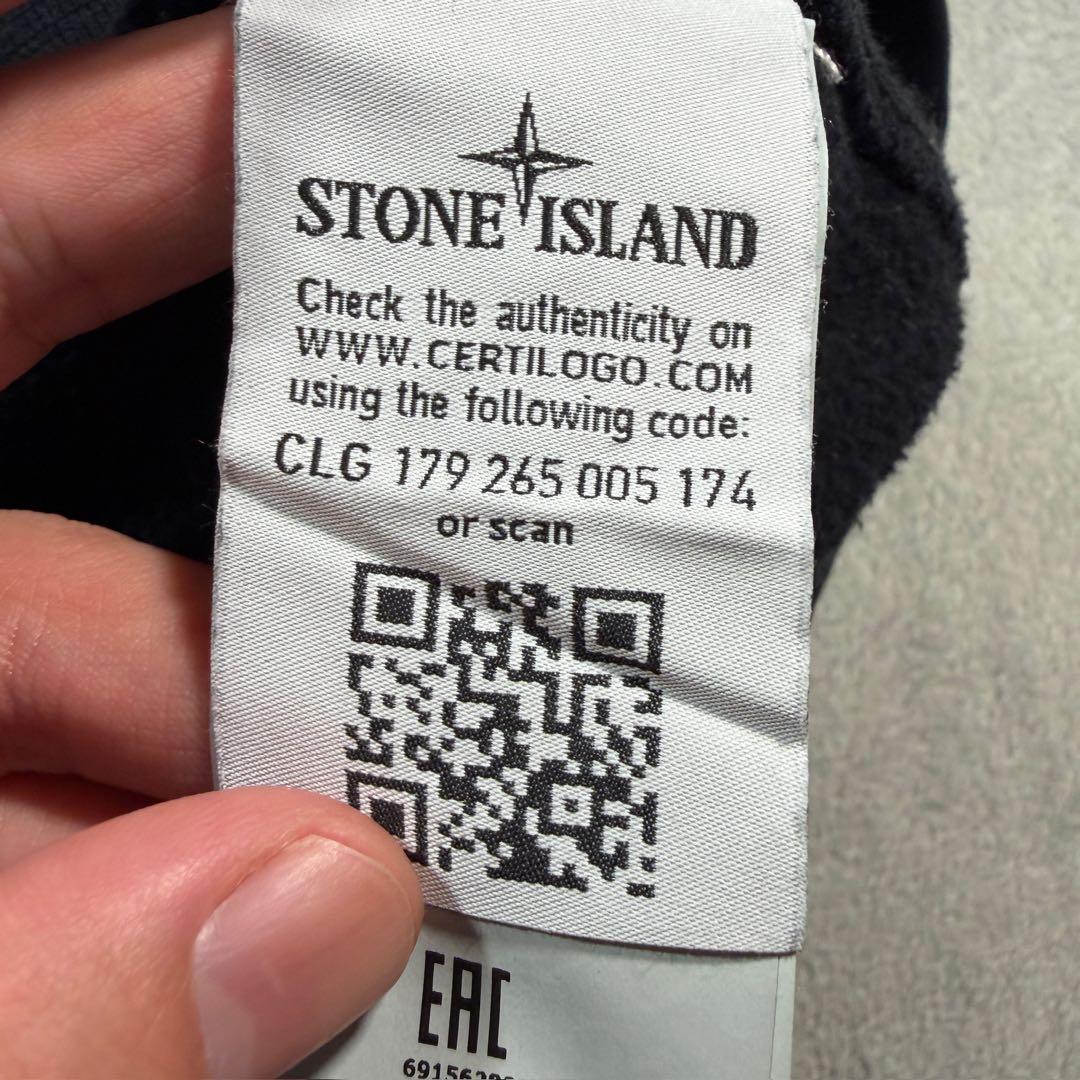 STONE ISLAND
Check the authenticity on
WWW.CERTILOGO.COM
using the following code:
CLG 179 265 005 174
or scan
EAC